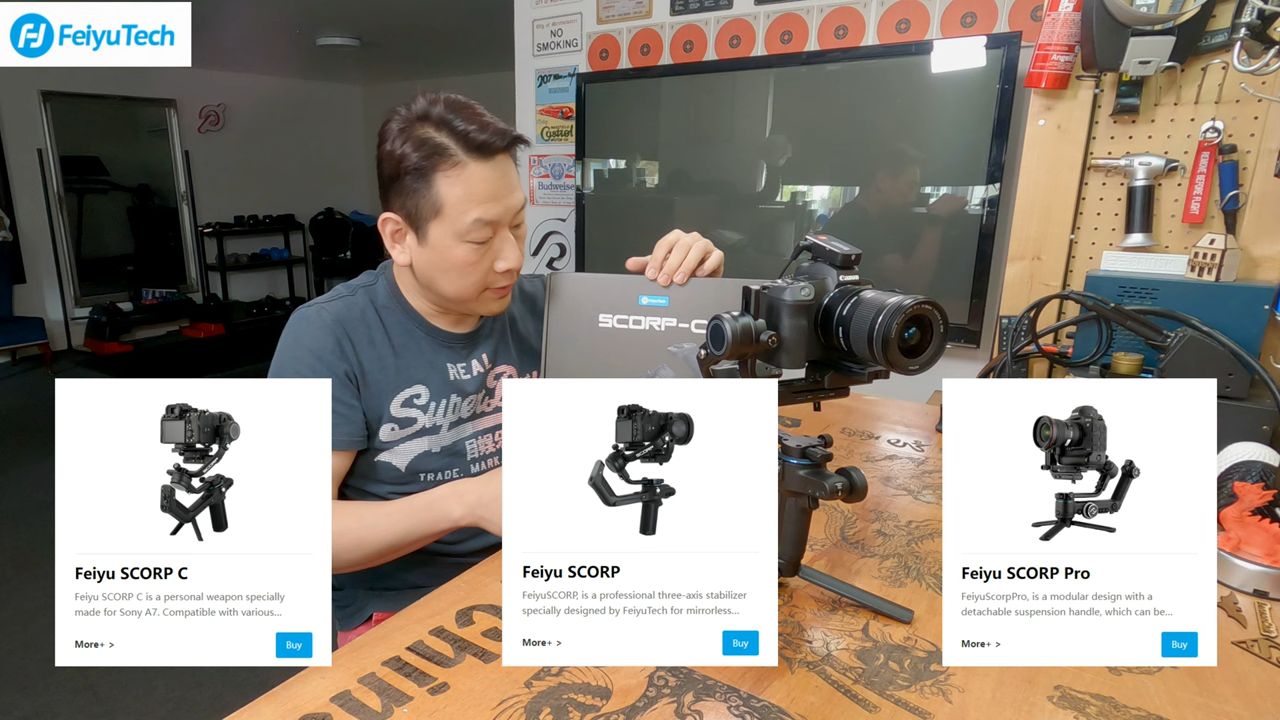 FeiyuTech
NO
SMOKING
Castrol
Budweiser
REMOVE BEFORE FLIGHT
FeiyuTech
SCORP-C
Canon
REAL
TRADE. MARK
Feiyu SCORP C
Feiyu SCORP C is a personal weapon specially
made for Sony A7. Compatible with various...
More+ >
Buy
Feiyu SCORP
FeiyuSCORP, is a professional three-axis stabilizer
specially designed by FeiyuTech for mirrorless...
More+ >
Buy
Feiyu SCORP Pro
FeiyuScorpPro, is a modular design with a
detachable suspension handle, which can be...
More+ >
Buy